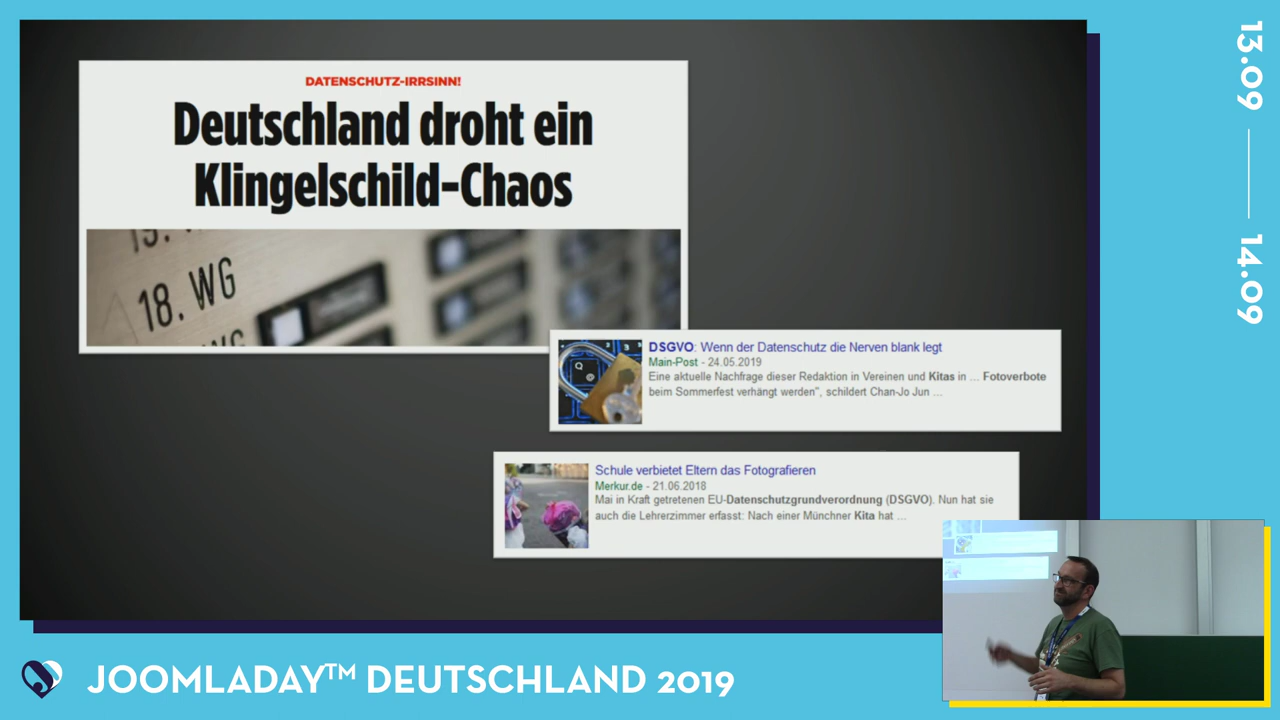 DATENSCHUTZ-IRRSINN!
Deutschland droht ein
Klingelschild-Chaos
18. WG
DSGVO: Wenn der Datenschutz die Nerven blank legt
Main-Post - 24.05.2019
Eine aktuelle Nachfrage dieser Redaktion in Vereinen und Kitas in ... Fotoverbote
beim Sommerfest verhängt werden", schildert Chan-Jo Jun ...
Schule verbietet Eltern das Fotografieren
Merkur.de - 21.06.2018
Mai in Kraft getretenen EU-Datenschutzgrundverordnung (DSGVO). Nun hat sie
auch die Lehrerzimmer erfasst: Nach einer Münchner Kita hat ...
13.09
14.09
JOOMLADAY™ DEUTSCHLAND 2019